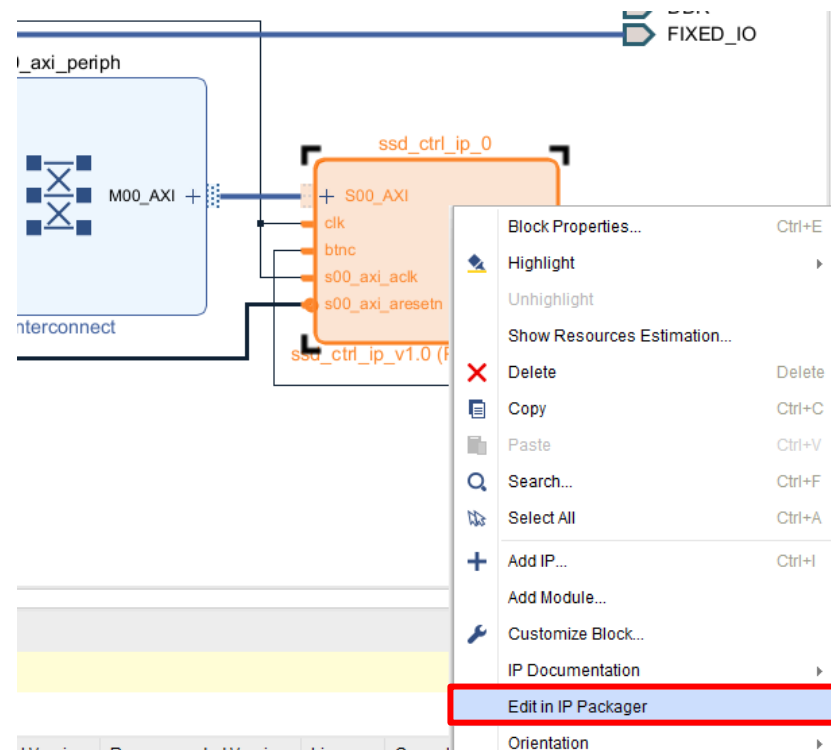 FIXED_IO
_axi_periph
ssd_ctrl_ip_0
M00_AXI
S00_AXI
clk
btnc
s00_axi_aclk
s00_axi_aresetn
nterconnect
ssd_ctrl_ip_v1.0 (
Block Properties... Ctrl+E
Highlight
Unhighlight
Show Resources Estimation...
Delete Delete
Copy Ctrl+C
Paste Ctrl+V
Search... Ctrl+F
Select All Ctrl+A
Add IP... Ctrl+I
Add Module...
Customize Block...
IP Documentation
Edit in IP Packager
Orientation